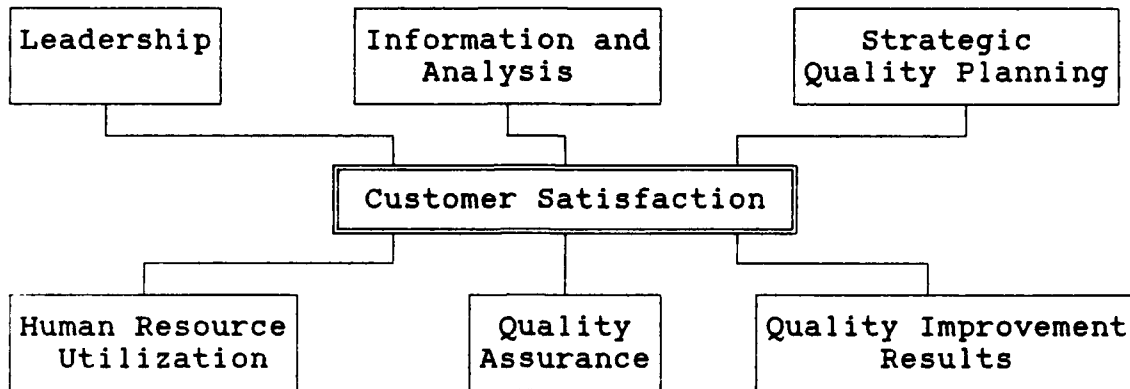 Leadership
Information and
Analysis
Strategic
Quality Planning
Customer Satisfaction
Human Resource
Utilization
Quality
Assurance
Quality Improvement
Results